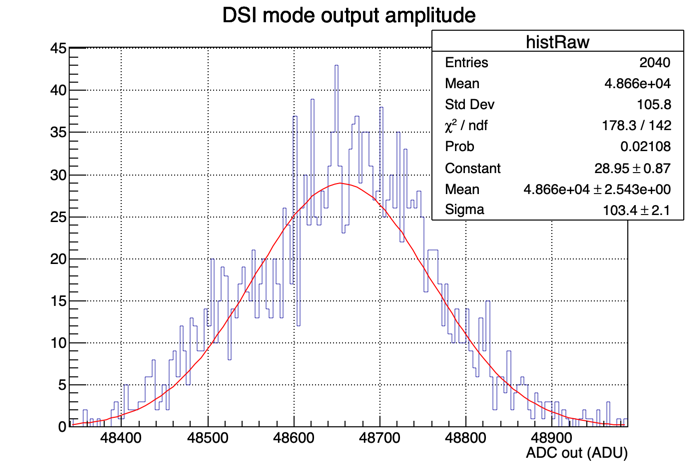 DSI mode output amplitude
histRaw
Entries 2040
Mean 4.866e+04
Std Dev 105.8
χ² / ndf 178.3 / 142
Prob 0.02108
Constant 28.95 ± 0.87
Mean 4.866e+04 ± 2.543e+00
Sigma 103.4 ± 2.1
45
40
35
30
25
20
15
10
5
0
48400 48500 48600 48700 48800 48900
ADC out (ADU)